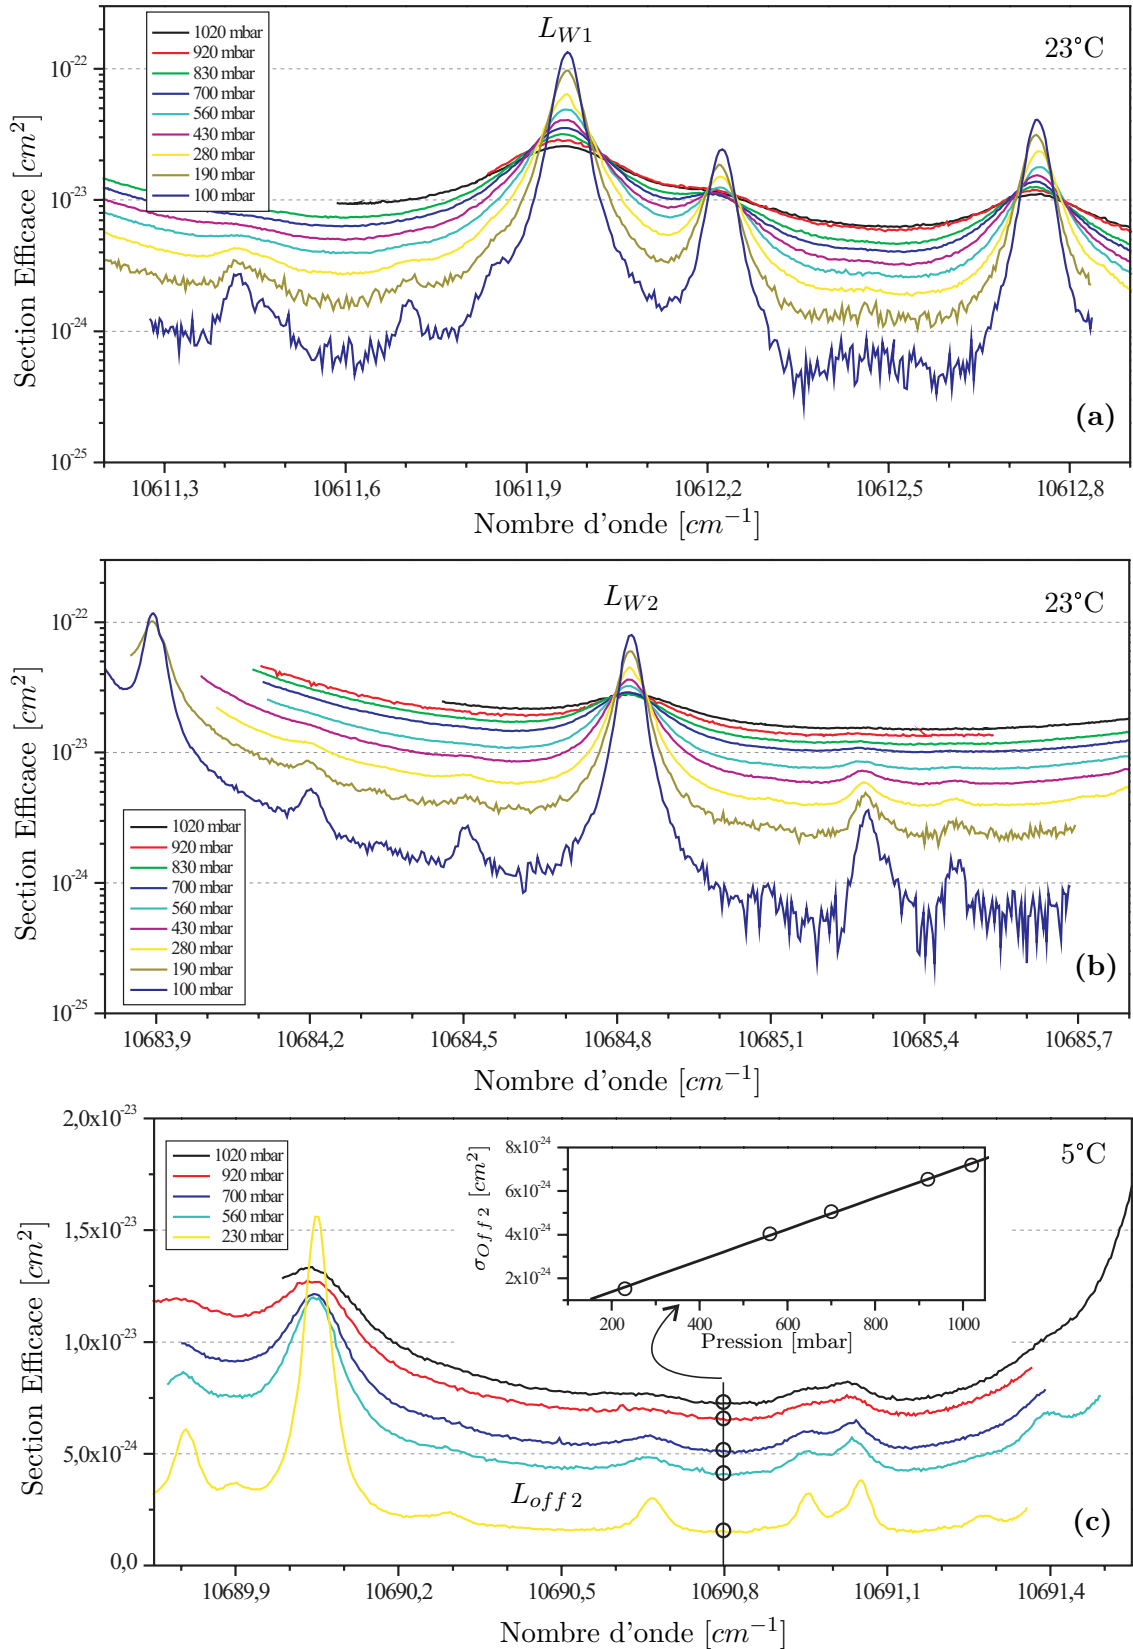 L_{W1}
23°C
1020 mbar
920 mbar
830 mbar
700 mbar
560 mbar
430 mbar
280 mbar
190 mbar
100 mbar
10^{-22}
10^{-23}
10^{-24}
10^{-25}
Section Efficace [cm^2]
(a)
10611,3 10611,6 10611,9 10612,2 10612,5 10612,8
Nombre d'onde [cm^{-1}]
L_{W2}
23°C
10^{-22}
10^{-23}
10^{-24}
10^{-25}
Section Efficace [cm^2]
1020 mbar
920 mbar
830 mbar
700 mbar
560 mbar
430 mbar
280 mbar
190 mbar
100 mbar
(b)
10683,9 10684,2 10684,5 10684,8 10685,1 10685,4 10685,7
Nombre d'onde [cm^{-1}]
2,0x10^{-23}
1,5x10^{-23}
1,0x10^{-23}
5,0x10^{-24}
0,0
Section Efficace [cm^2]
1020 mbar
920 mbar
700 mbar
560 mbar
230 mbar
5°C
8x10^{-24}
6x10^{-24}
4x10^{-24}
2x10^{-24}
σ_{Off 2} [cm^2]
200 400 600 800 1000
Pression [mbar]
L_{off 2}
(c)
10689,9 10690,2 10690,5 10690,8 10691,1 10691,4
Nombre d'onde [cm^{-1}]